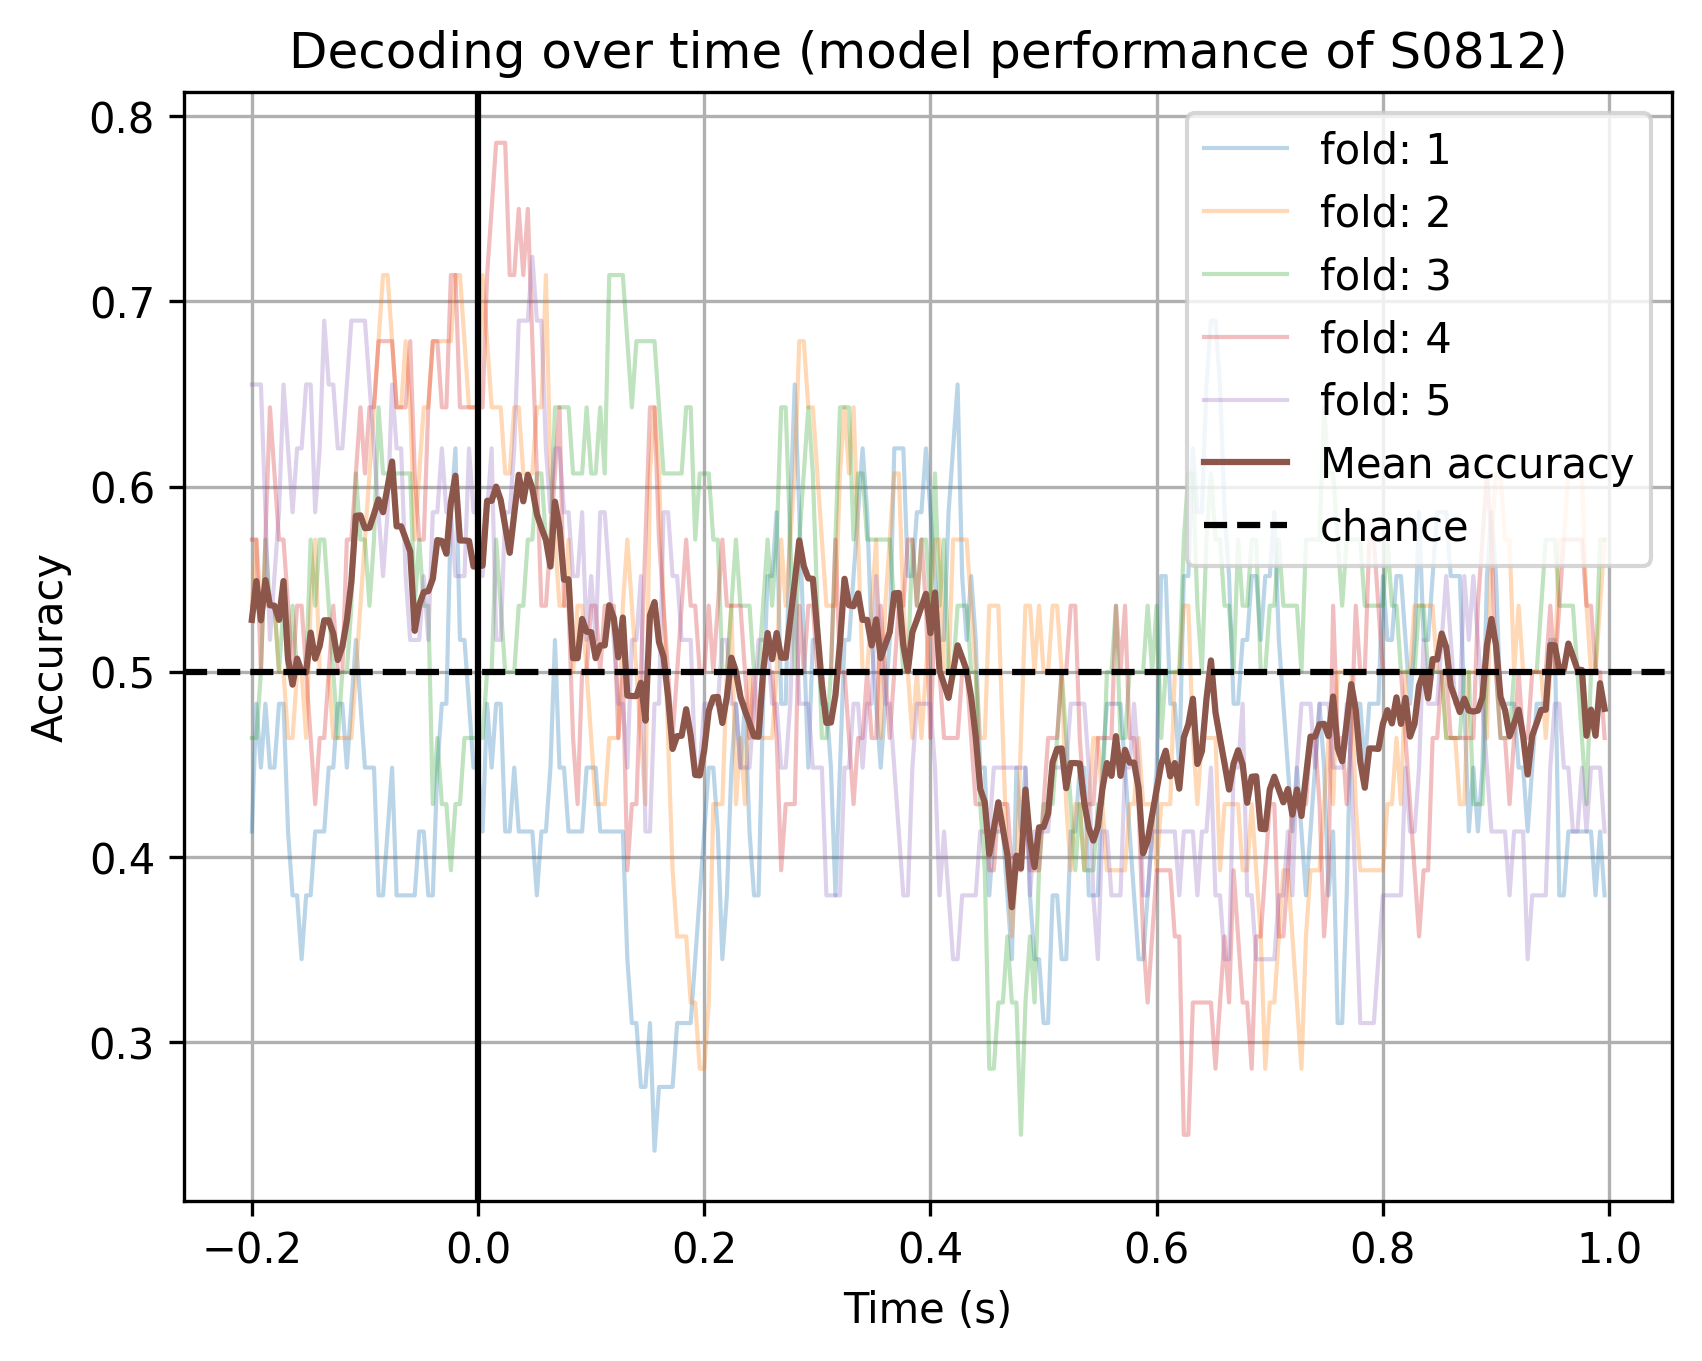 Decoding over time (model performance of S0812)
Accuracy
0.8
0.7
0.6
0.5
0.4
0.3
fold: 1
fold: 2
fold: 3
fold: 4
fold: 5
Mean accuracy
chance
−0.2
0.0
0.2
0.4
0.6
0.8
1.0
Time (s)